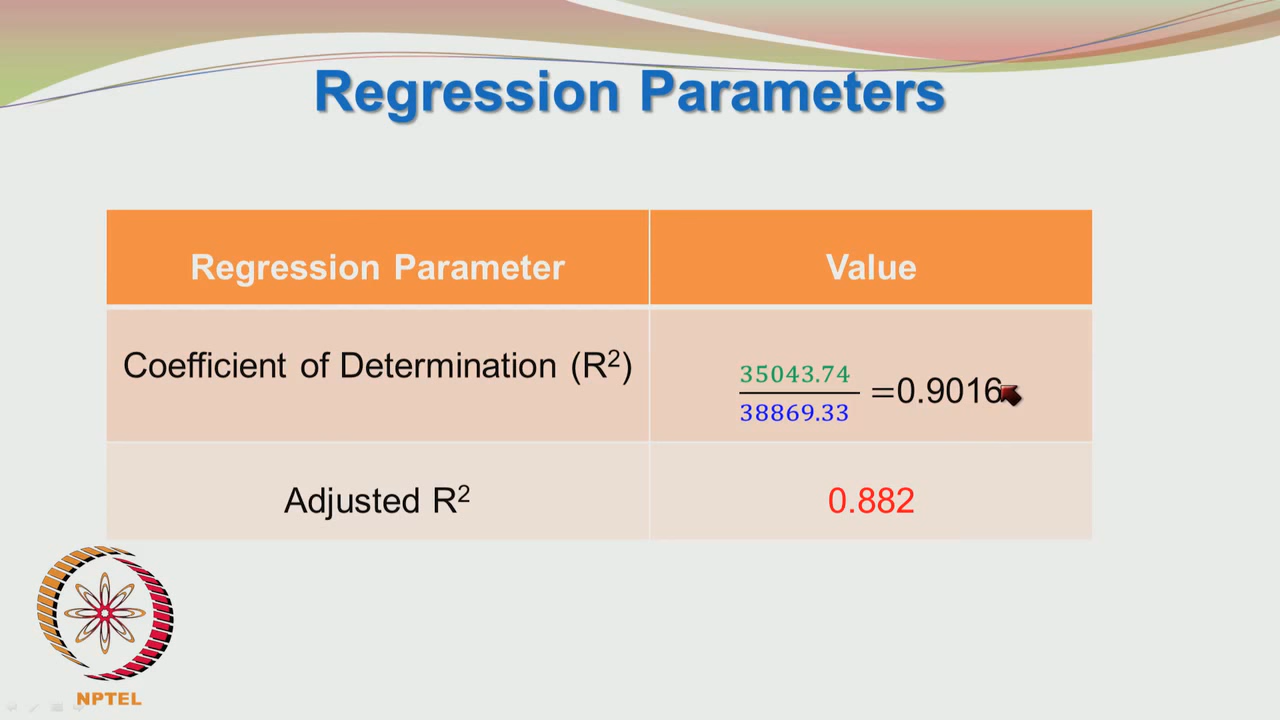 Regression Parameters
Regression Parameter
Value
Coefficient of Determination (R²)
35043.74
38869.33
=0.9016
Adjusted R²
0.882
NPTEL